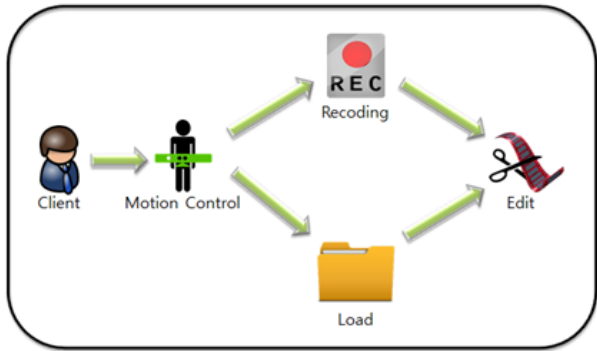 REC
Recoding
Client
Motion Control
Edit
Load